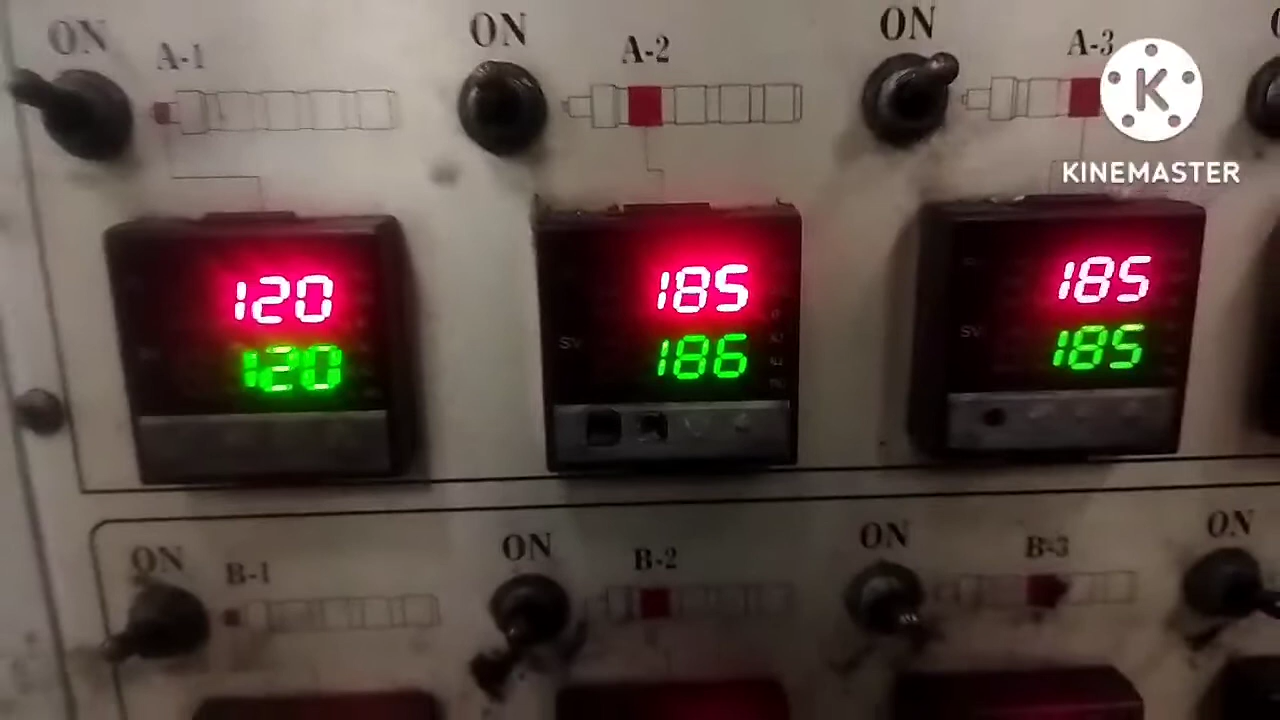 ON
A-1
ON
A-2
ON
A-3
K
KINEMASTER
120
120
185
SV
186
185
SV
185
ON
B-1
ON
B-2
ON
B-3
ON